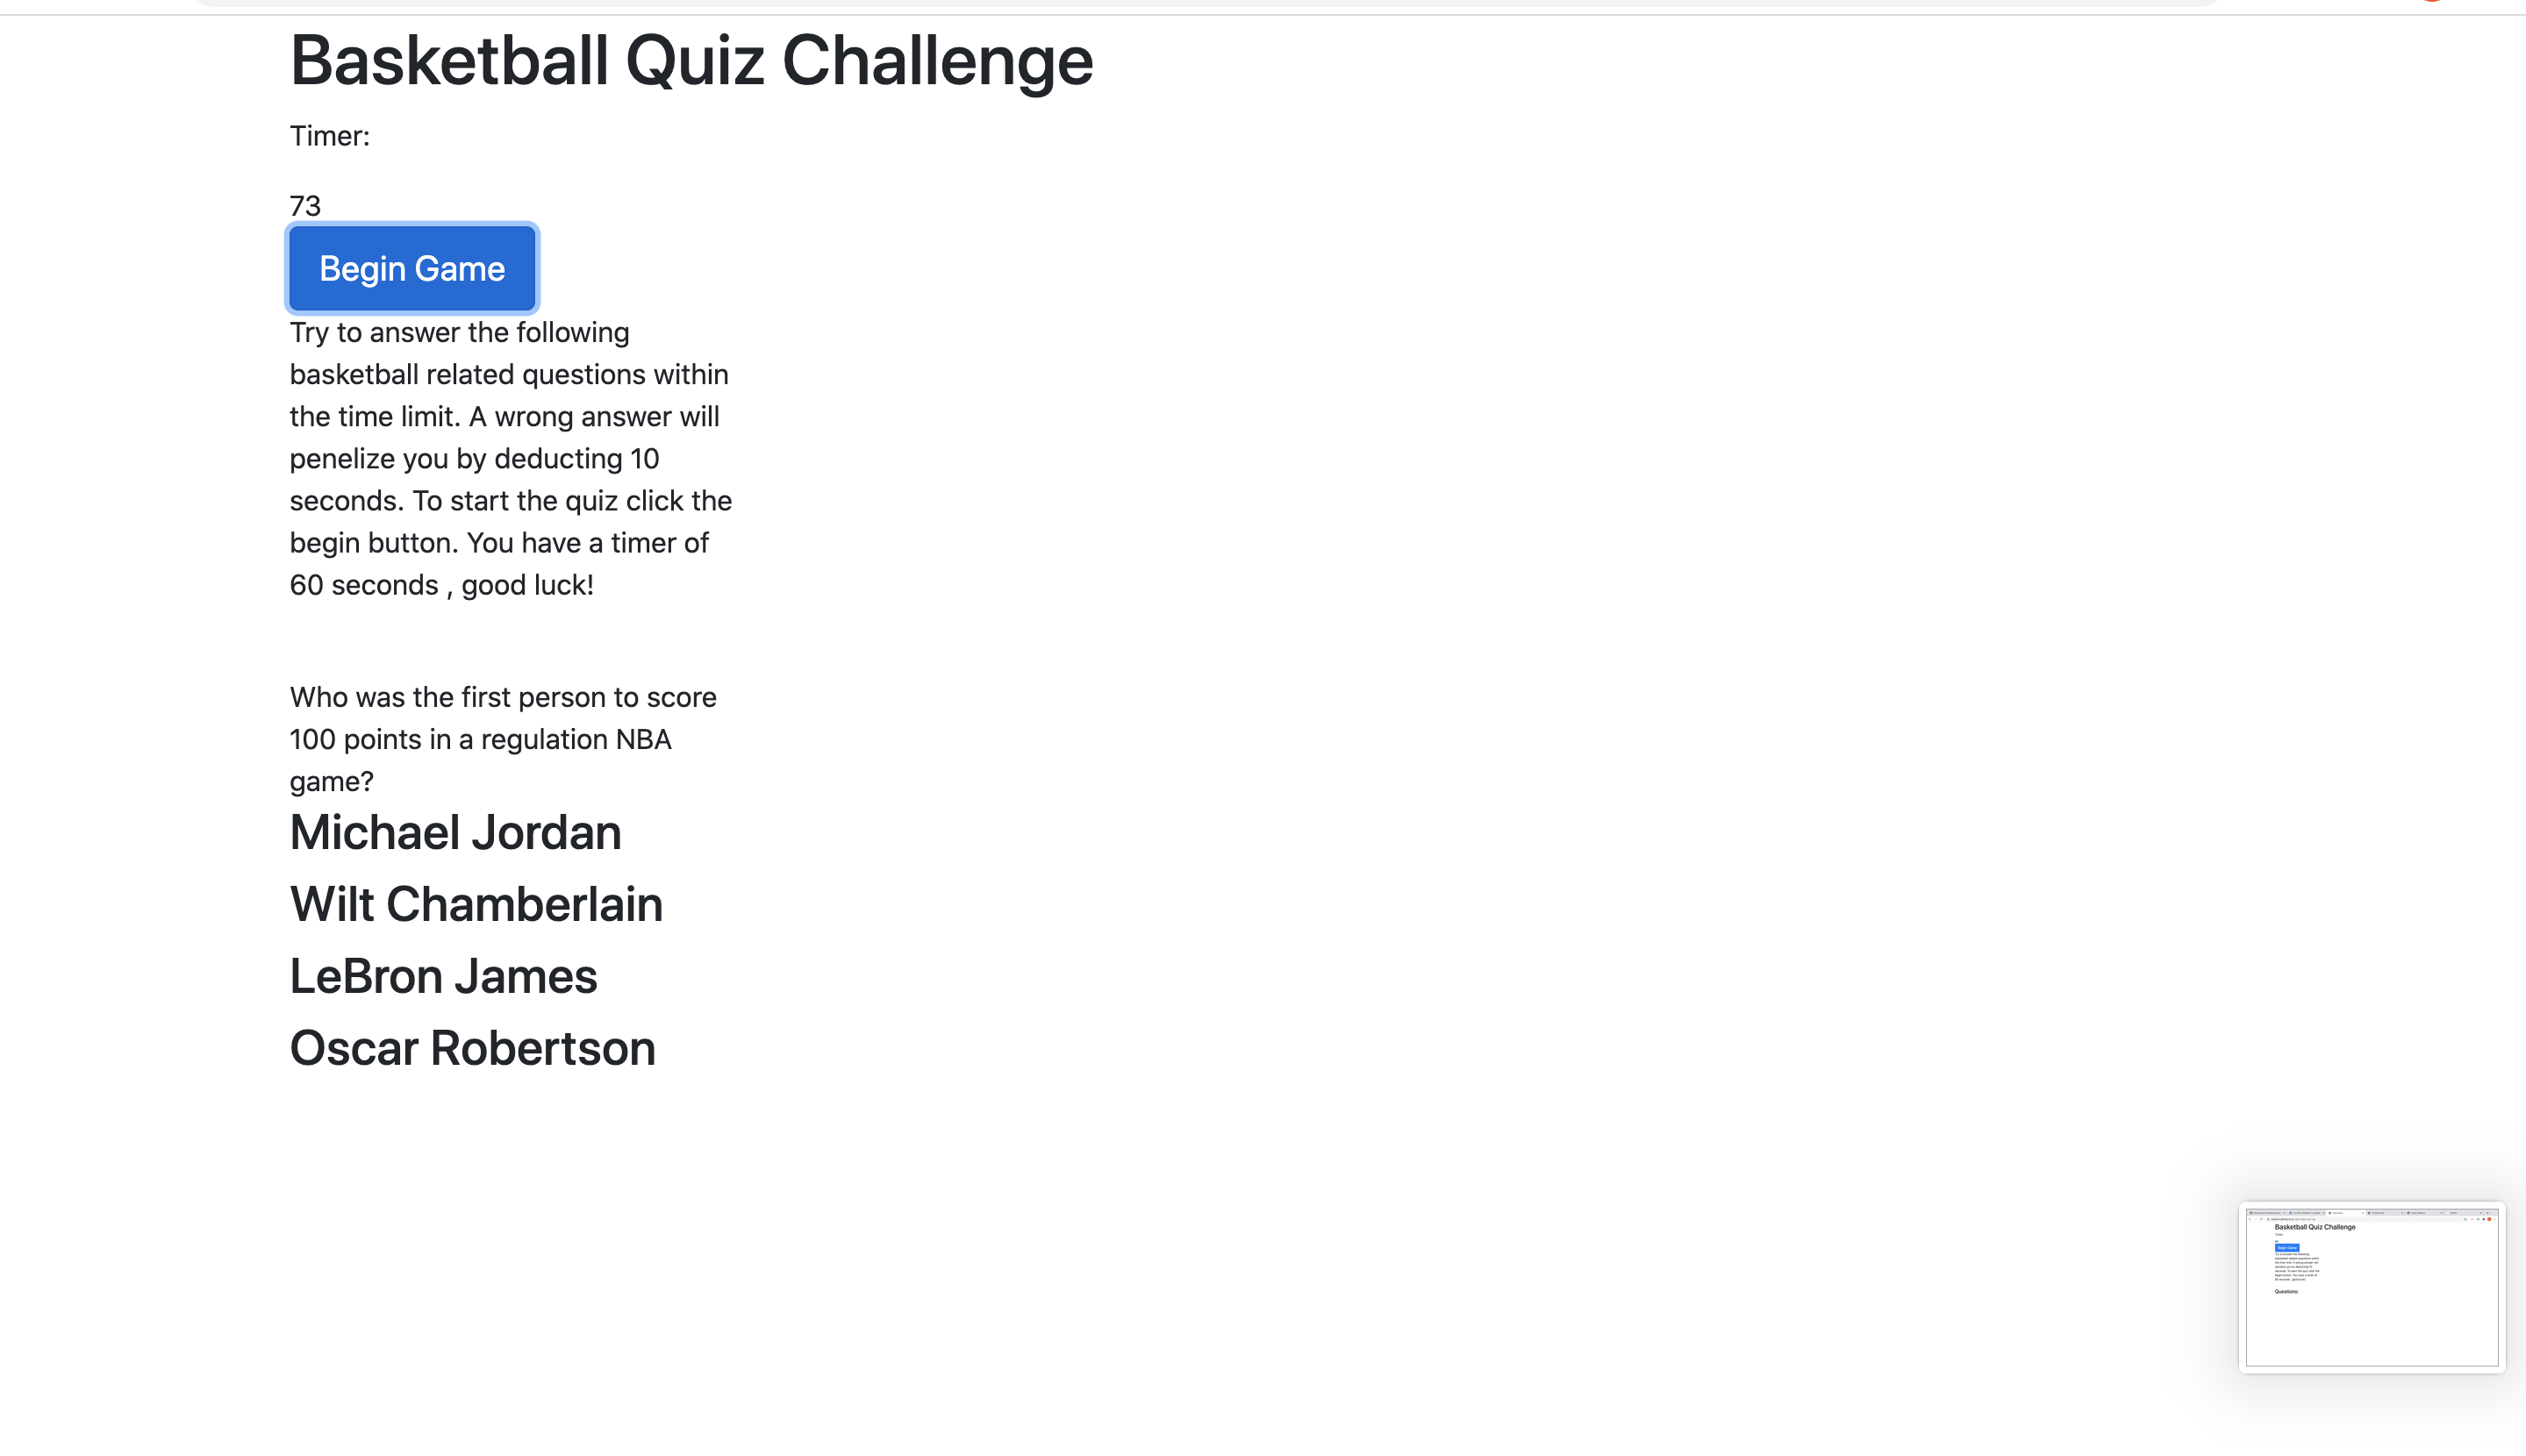 Basketball Quiz Challenge
Timer:
73
Begin Game
Try to answer the following
basketball related questions within
the time limit. A wrong answer will
penelize you by deducting 10
seconds. To start the quiz click the
begin button. You have a timer of
60 seconds , good luck!
Who was the first person to score
100 points in a regulation NBA
game?
Michael Jordan
Wilt Chamberlain
LeBron James
Oscar Robertson
Basketball Quiz Challenge
Begin Game
Questions: